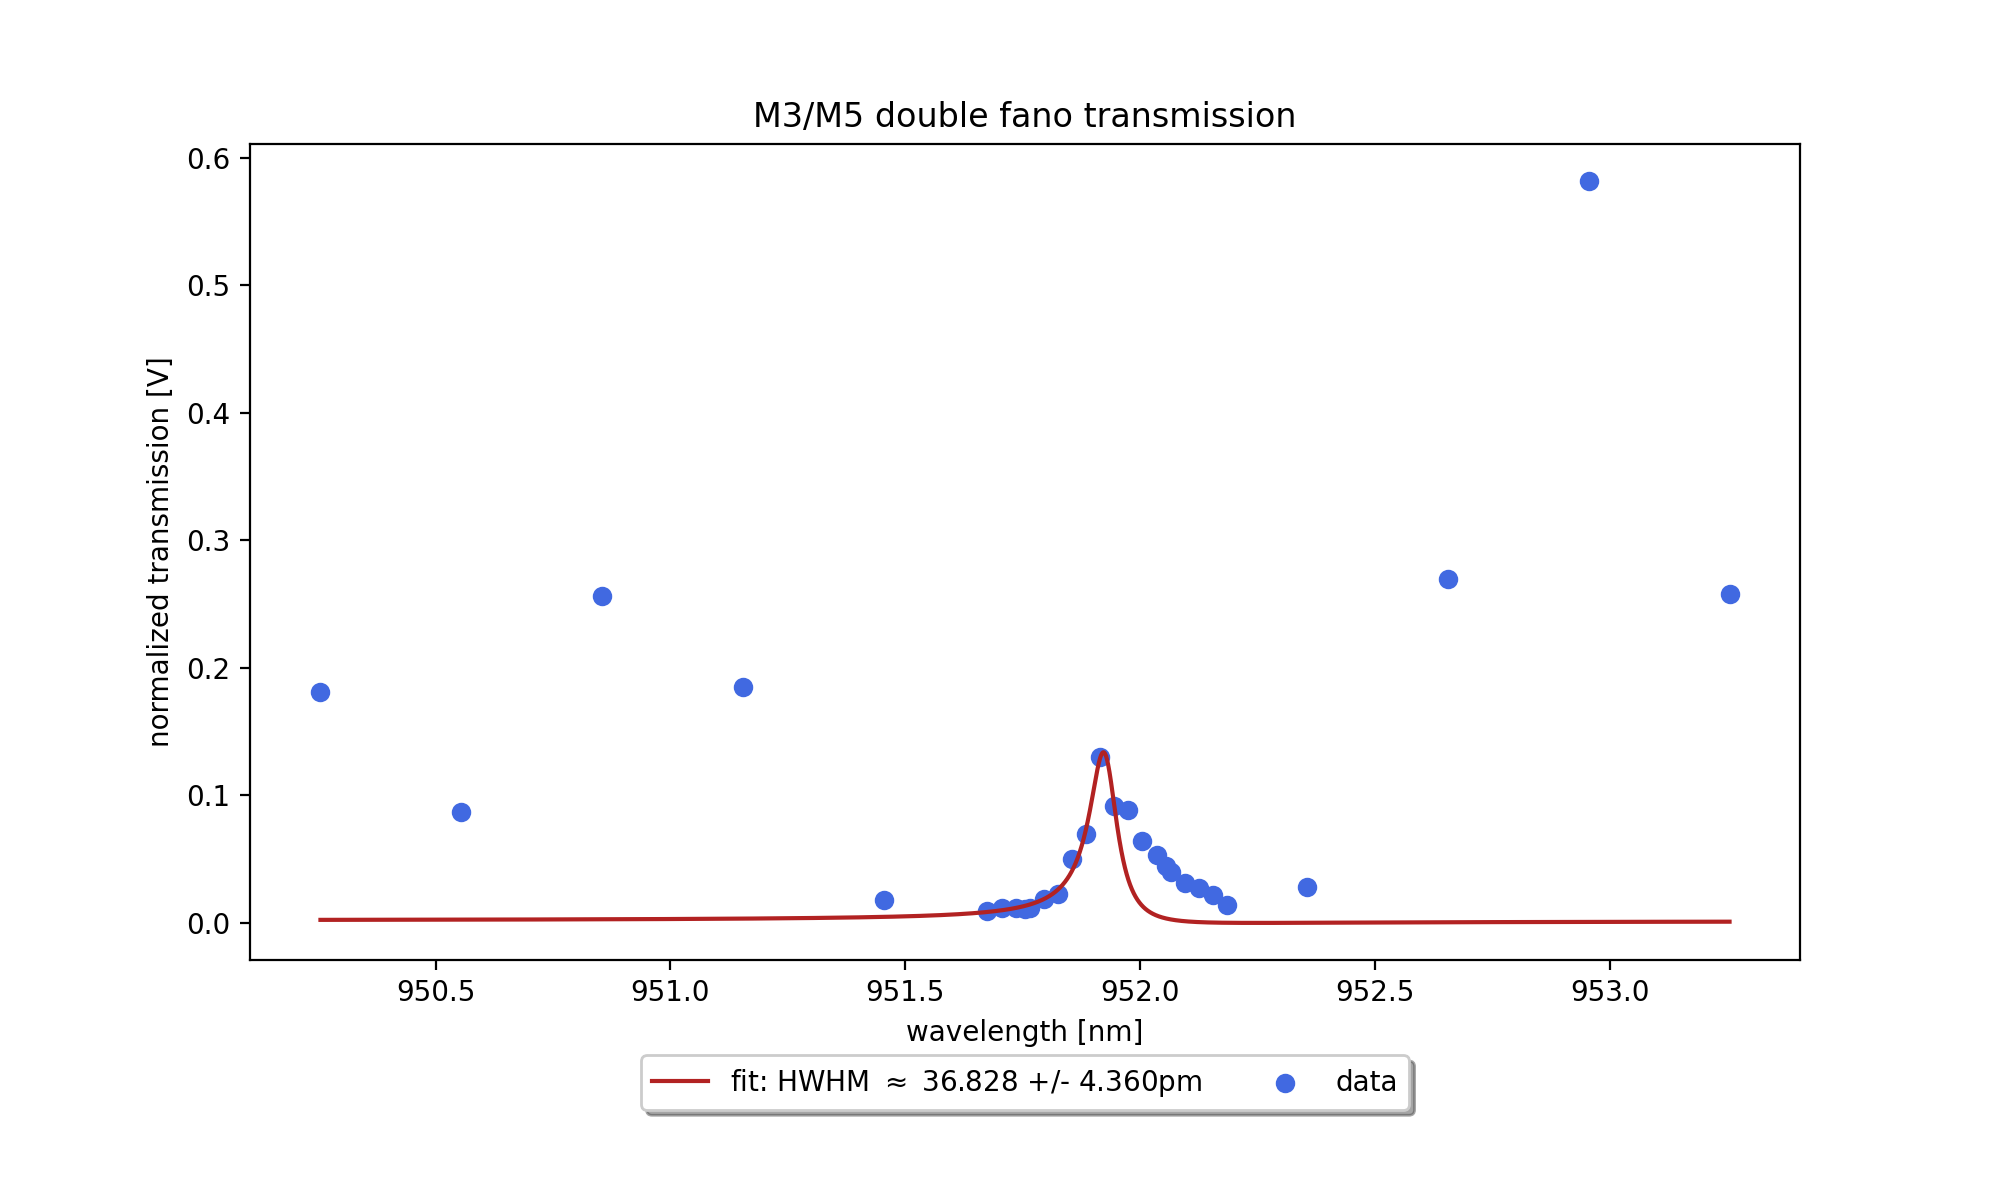 M3/M5 double fano transmission
normalized transmission [V]
0.6
0.5
0.4
0.3
0.2
0.1
0.0
950.5 951.0 951.5 952.0 952.5 953.0
wavelength [nm]
fit: HWHM ≈ 36.828 +/- 4.360pm data